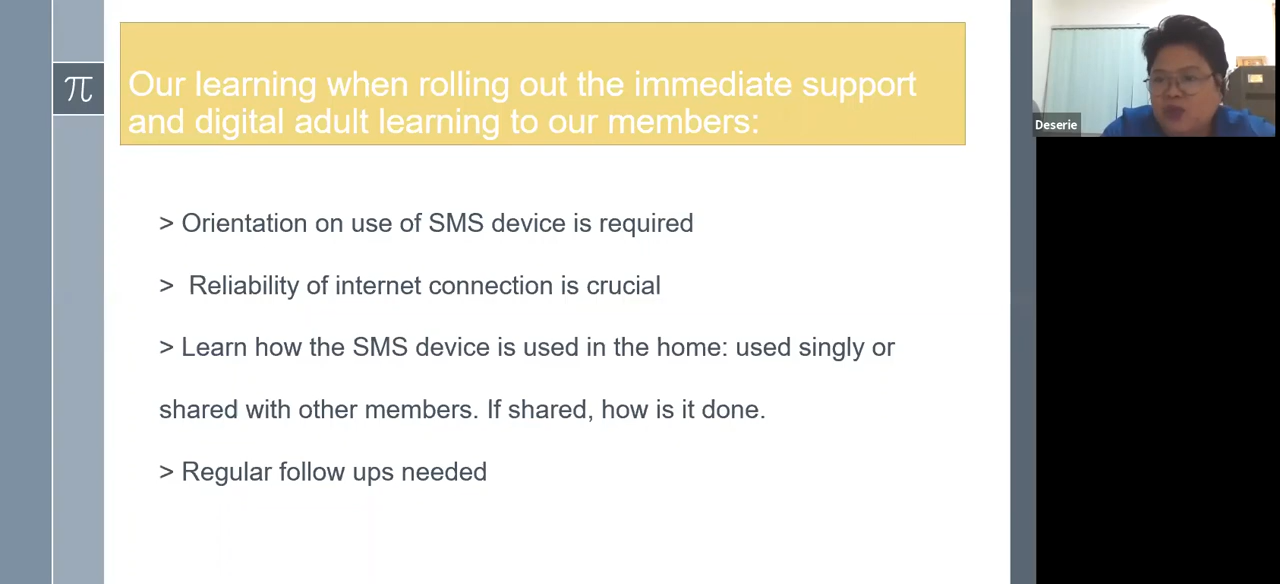 π
Our learning when rolling out the immediate support
and digital adult learning to our members:
> Orientation on use of SMS device is required
> Reliability of internet connection is crucial
> Learn how the SMS device is used in the home: used singly or
shared with other members. If shared, how is it done.
> Regular follow ups needed
Deserie